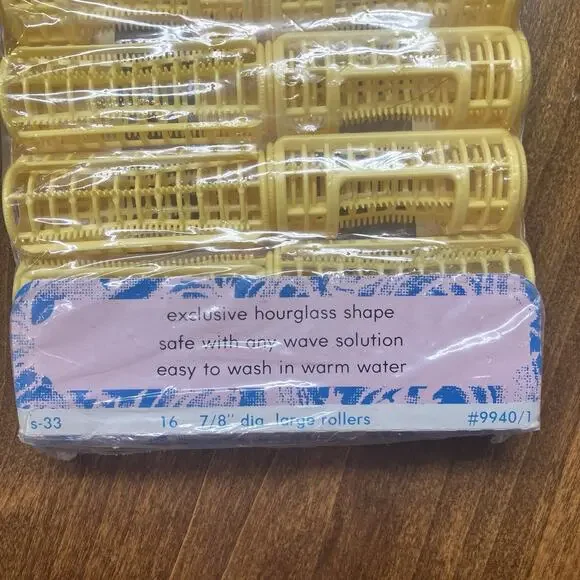 exclusive hourglass shape
safe with any wave solution
easy to wash in warm water
s-33 16 7/8" dia. large rollers #9940/1